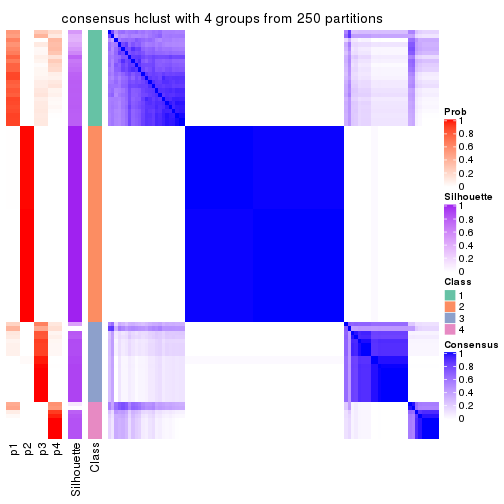 consensus hclust with 4 groups from 250 partitions
Prob
1
0.8
0.6
0.4
0.2
0
Silhouette
1
0.8
0.6
0.4
0.2
0
Class
1
2
3
4
Consensus
1
0.8
0.6
0.4
0.2
0
p1
p2
p3
p4
Silhouette
Class